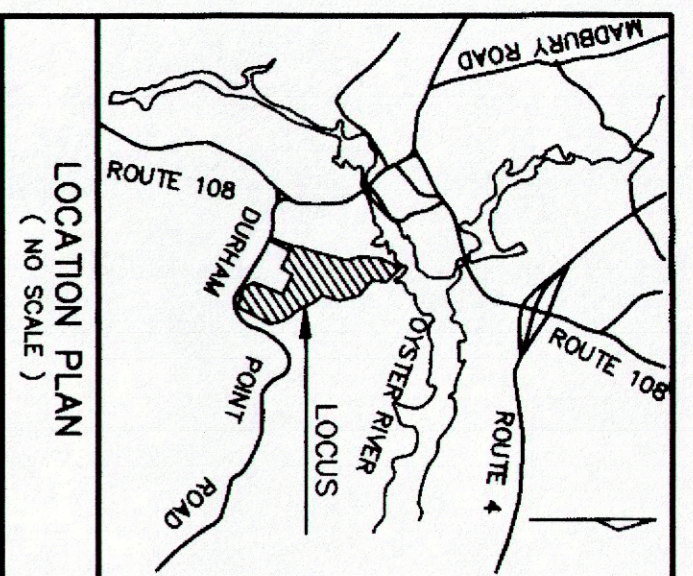 MADBURY ROAD
ROUTE 108
ROUTE 4
OYSTER RIVER
LOCUS
ROUTE 108
DURHAM POINT ROAD
LOCATION PLAN
( NO SCALE )